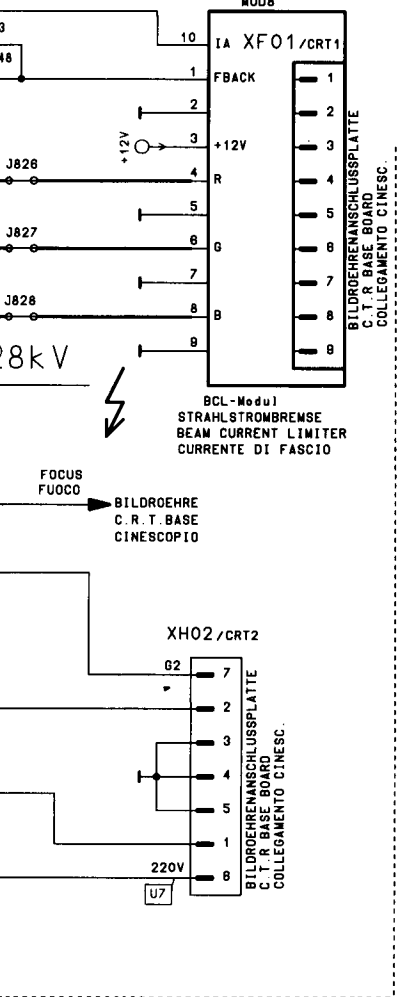 MOD8
3
10 IA XF01/CRT1
48
1 FBACK 1
2 2
+12V 3 +12V 3
J826 4 R 4
5 5
J827 6 G 6
7 7
J828 8 B 8
9 9
BILDROEHRENANSCHLUSSPLATTE
C.T.R BASE BOARD
COLLEGAMENTO CINESC.
28kV
BCL-Modul
STRAHLSTROMBREMSE
BEAM CURRENT LIMITER
CURRENTE DI FASCIO
FOCUS
FUOCO
BILDROEHRE
C.R.T.BASE
CINESCOPIO
XH02/CRT2
G2 7
2
3
4
5
1
220V 6
U7
BILDROEHRENANSCHLUSSPLATTE
C.T.R BASE BOARD
COLLEGAMENTO CINESC.